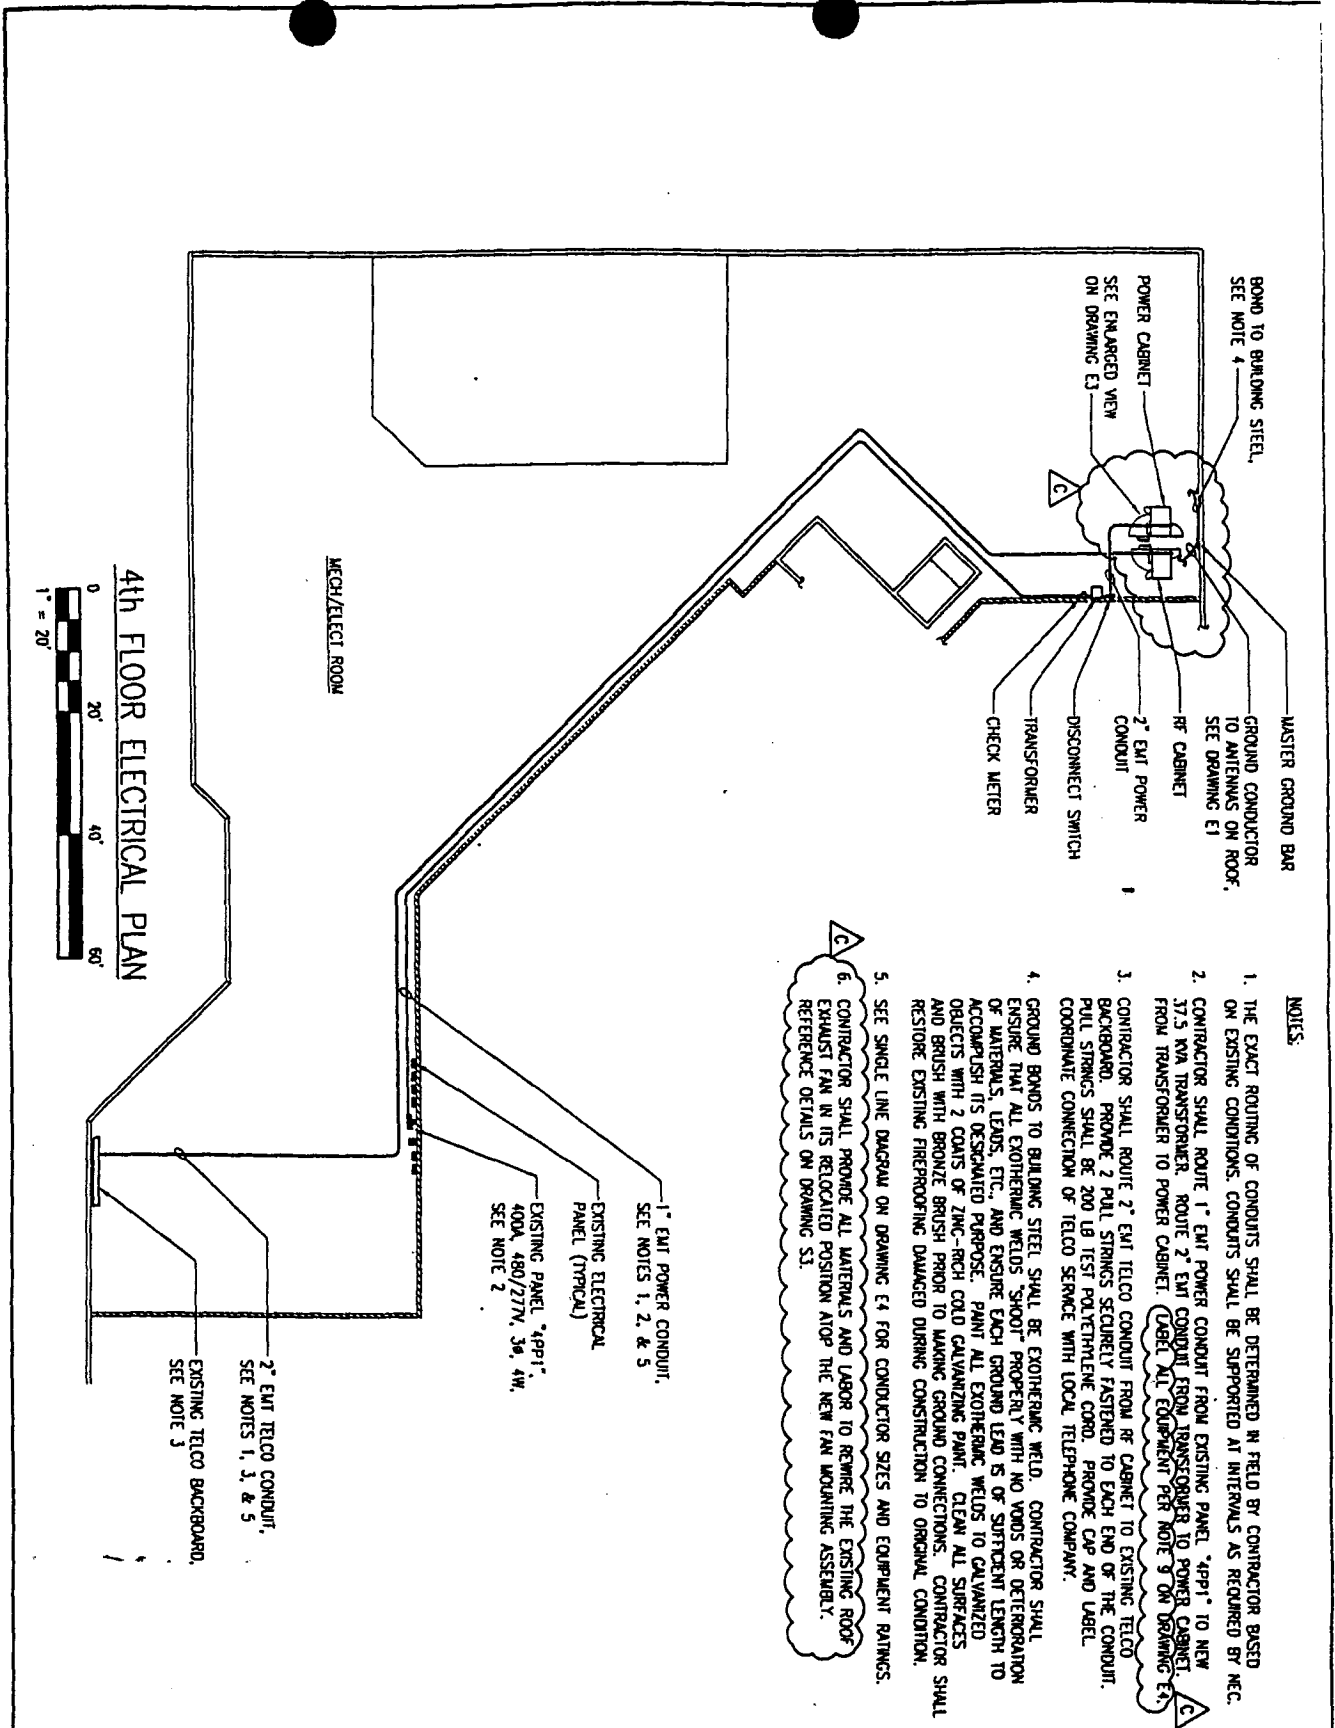 NOTES:
1. THE EXACT ROUTING OF CONDUITS SHALL BE DETERMINED IN FIELD BY CONTRACTOR BASED
ON EXISTING CONDITIONS. CONDUITS SHALL BE SUPPORTED AT INTERVALS AS REQUIRED BY NEC.
2. CONTRACTOR SHALL ROUTE 1" EMT POWER CONDUIT FROM EXISTING PANEL "4PP1" TO NEW
37.5 KVA TRANSFORMER. ROUTE 2" EMT CONDUIT FROM TRANSFORMER TO POWER CABINET.
FROM TRANSFORMER TO POWER CABINET. LABEL ALL EQUIPMENT PER NOTE 9 ON DRAWING E4.
C
3. CONTRACTOR SHALL ROUTE 2" EMT TELCO CONDUIT FROM RF CABINET TO EXISTING TELCO
BACKBOARD. PROVIDE 2 PULL STRINGS SECURELY FASTENED TO EACH END OF THE CONDUIT.
PULL STRINGS SHALL BE 200 LB TEST POLYETHYLENE CORD. PROVIDE CAP AND LABEL.
COORDINATE CONNECTION OF TELCO SERVICE WITH LOCAL TELEPHONE COMPANY.
4. GROUND BONDS TO BUILDING STEEL SHALL BE EXOTHERMIC WELD. CONTRACTOR SHALL
ENSURE THAT ALL EXOTHERMIC WELDS "SHOOT" PROPERLY WITH NO VOIDS OR DETERIORATION
OF MATERIALS, LEADS, ETC., AND ENSURE EACH GROUND LEAD IS OF SUFFICIENT LENGTH TO
ACCOMPLISH ITS DESIGNATED PURPOSE. PAINT ALL EXOTHERMIC WELDS TO GALVANIZED
OBJECTS WITH 2 COATS OF ZINC-RICH COLD GALVANIZING PAINT. CLEAN ALL SURFACES
AND BRUSH WITH BRONZE BRUSH PRIOR TO MAKING GROUND CONNECTIONS. CONTRACTOR SHALL
RESTORE EXISTING FIREPROOFING DAMAGED DURING CONSTRUCTION TO ORIGINAL CONDITION.
5. SEE SINGLE LINE DIAGRAM ON DRAWING E4 FOR CONDUCTOR SIZES AND EQUIPMENT RATINGS.
6. CONTRACTOR SHALL PROVIDE ALL MATERIALS AND LABOR TO REWIRE THE EXISTING ROOF
EXHAUST FAN IN ITS RELOCATED POSITION ATOP THE NEW FAN MOUNTING ASSEMBLY.
REFERENCE DETAILS ON DRAWING S3.
C
BOND TO BUILDING STEEL,
SEE NOTE 4
POWER CABINET
SEE ENLARGED VIEW
ON DRAWING E3
C
MASTER GROUND BAR
GROUND CONDUCTOR
TO ANTENNAS ON ROOF.
SEE DRAWING E1
RF CABINET
2" EMT POWER
CONDUIT
DISCONNECT SWITCH
TRANSFORMER
CHECK METER
1" EMT POWER CONDUIT,
SEE NOTES 1, 2, & 5
EXISTING ELECTRICAL
PANEL (TYPICAL)
EXISTING PANEL "4PP1",
400A, 480/277V, 3ø, 4W,
SEE NOTE 2
2" EMT TELCO CONDUIT,
SEE NOTES 1, 3, & 5
EXISTING TELCO BACKBOARD,
SEE NOTE 3
MECH/ELECT ROOM
4th FLOOR ELECTRICAL PLAN
0 20' 40' 60'
1" = 20'